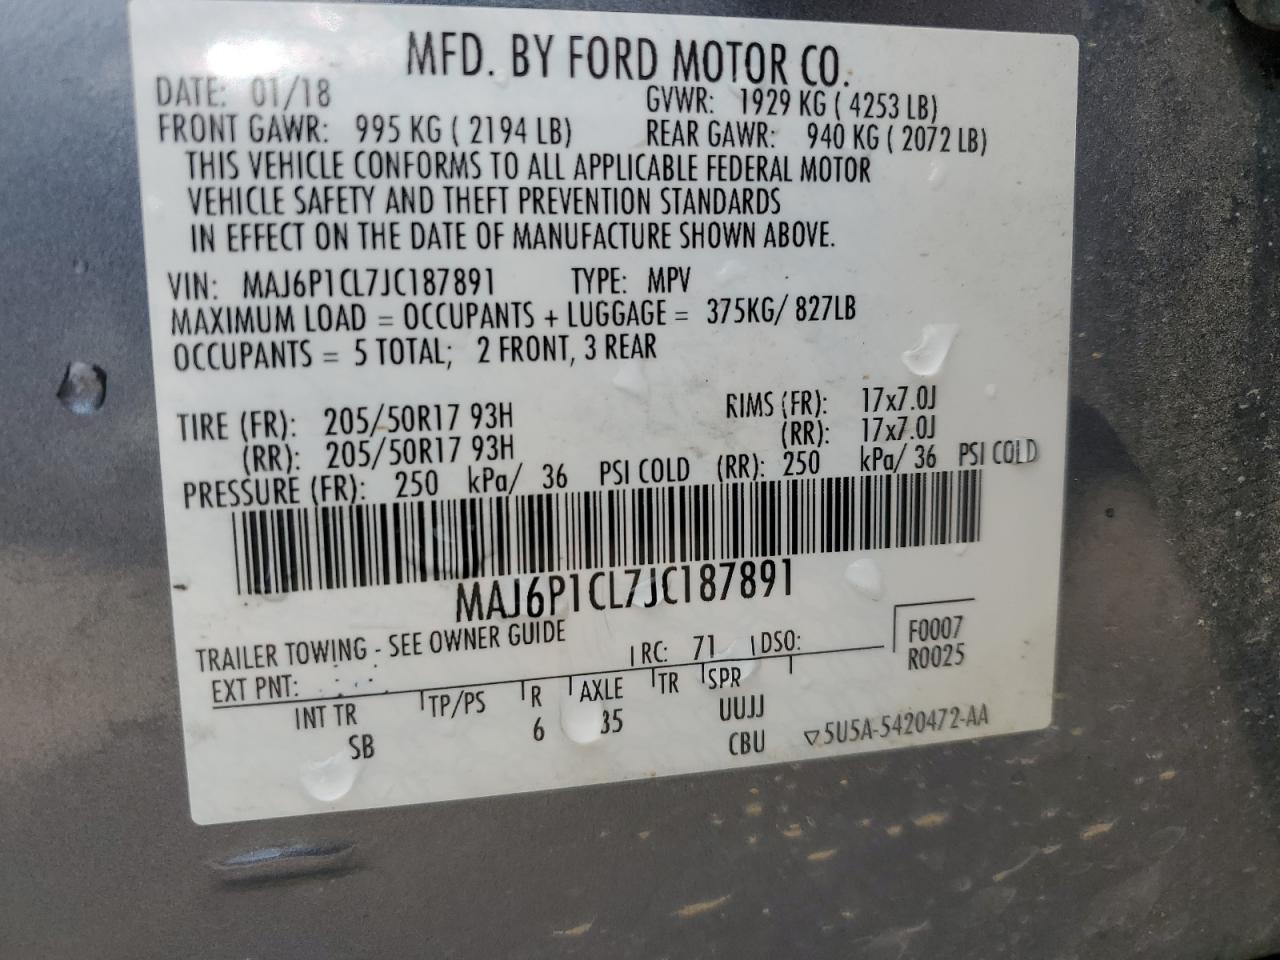 MFD. BY FORD MOTOR CO.
DATE: 01/18 GVWR: 1929 KG ( 4253 LB)
FRONT GAWR: 995 KG ( 2194 LB) REAR GAWR: 940 KG ( 2072 LB)
THIS VEHICLE CONFORMS TO ALL APPLICABLE FEDERAL MOTOR
VEHICLE SAFETY AND THEFT PREVENTION STANDARDS
IN EFFECT ON THE DATE OF MANUFACTURE SHOWN ABOVE.
VIN: MAJ6P1CL7JC187891 TYPE: MPV
MAXIMUM LOAD = OCCUPANTS + LUGGAGE = 375KG/ 827LB
OCCUPANTS = 5 TOTAL; 2 FRONT, 3 REAR
TIRE (FR): 205/50R17 93H RIMS (FR): 17x7.0J
(RR): 205/50R17 93H (RR): 17x7.0J
PRESSURE (FR): 250 kPa/ 36 PSI COLD (RR): 250 kPa/ 36 PSI COLD
MAJ6P1CL7JC187891
TRAILER TOWING - SEE OWNER GUIDE
EXT PNT: RC: 71 DSO: F0007
R0025
INT TR TP/PS R AXLE TR SPR
SB 6 35 UUJJ
CBU ▽5U5A-5420472-AA